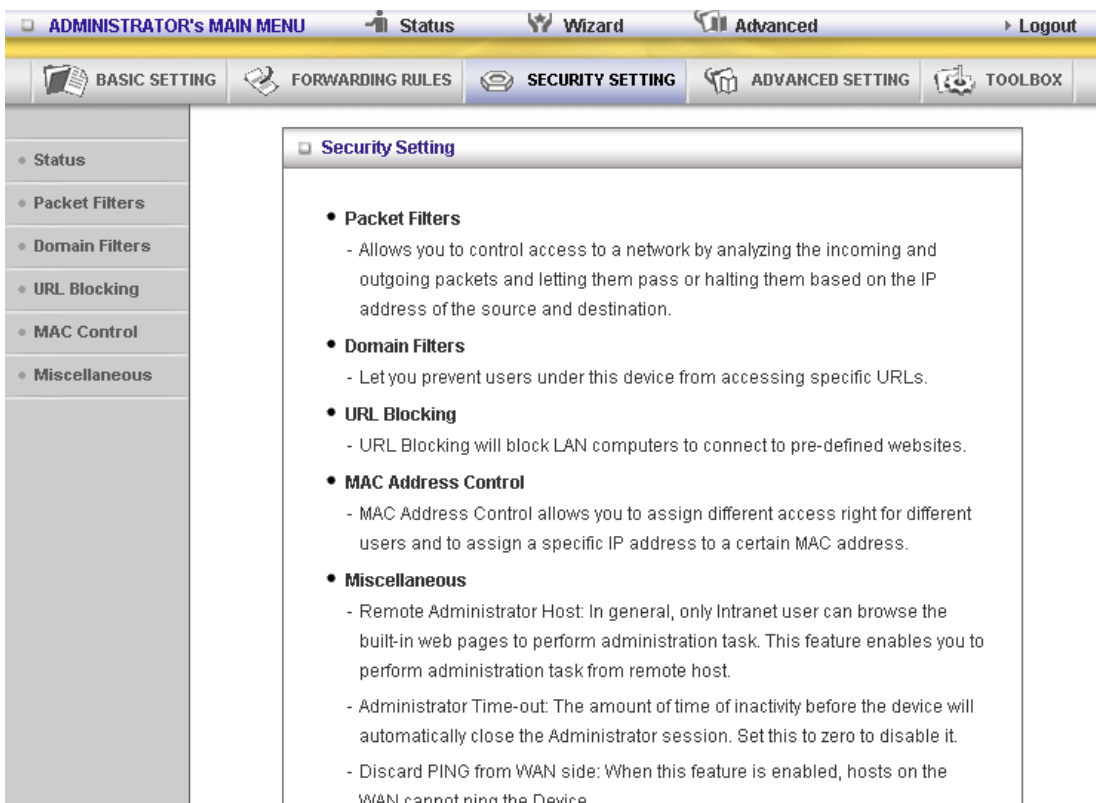 ADMINISTRATOR's MAIN MENU Status Wizard Advanced Logout
BASIC SETTING FORWARDING RULES SECURITY SETTING ADVANCED SETTING TOOLBOX
Status
Packet Filters
Domain Filters
URL Blocking
MAC Control
Miscellaneous
Security Setting
Packet Filters
- Allows you to control access to a network by analyzing the incoming and
outgoing packets and letting them pass or halting them based on the IP
address of the source and destination.
Domain Filters
- Let you prevent users under this device from accessing specific URLs.
URL Blocking
- URL Blocking will block LAN computers to connect to pre-defined websites.
MAC Address Control
- MAC Address Control allows you to assign different access right for different
users and to assign a specific IP address to a certain MAC address.
Miscellaneous
- Remote Administrator Host: In general, only Intranet user can browse the
built-in web pages to perform administration task. This feature enables you to
perform administration task from remote host.
- Administrator Time-out: The amount of time of inactivity before the device will
automatically close the Administrator session. Set this to zero to disable it.
- Discard PING from WAN side: When this feature is enabled, hosts on the
WAN cannot ping the Device.